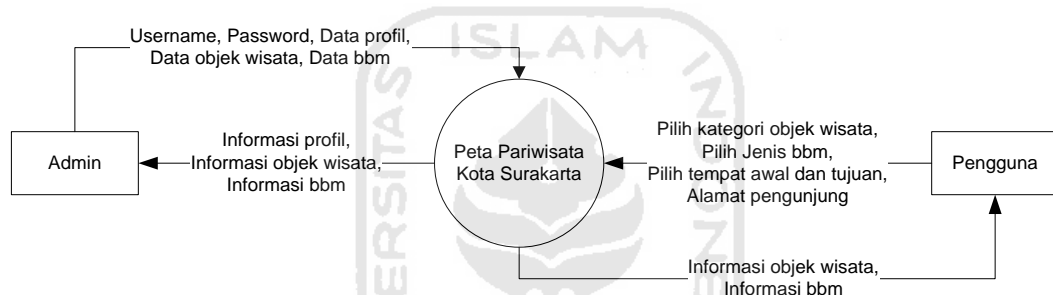 ISLAM
Username, Password, Data profil,
Data objek wisata, Data bbm
Admin
Informasi profil,
Informasi objek wisata,
Informasi bbm
Peta Pariwisata
Kota Surakarta
Pilih kategori objek wisata,
Pilih Jenis bbm,
Pilih tempat awal dan tujuan,
Alamat pengunjung
Pengguna
Informasi objek wisata,
Informasi bbm